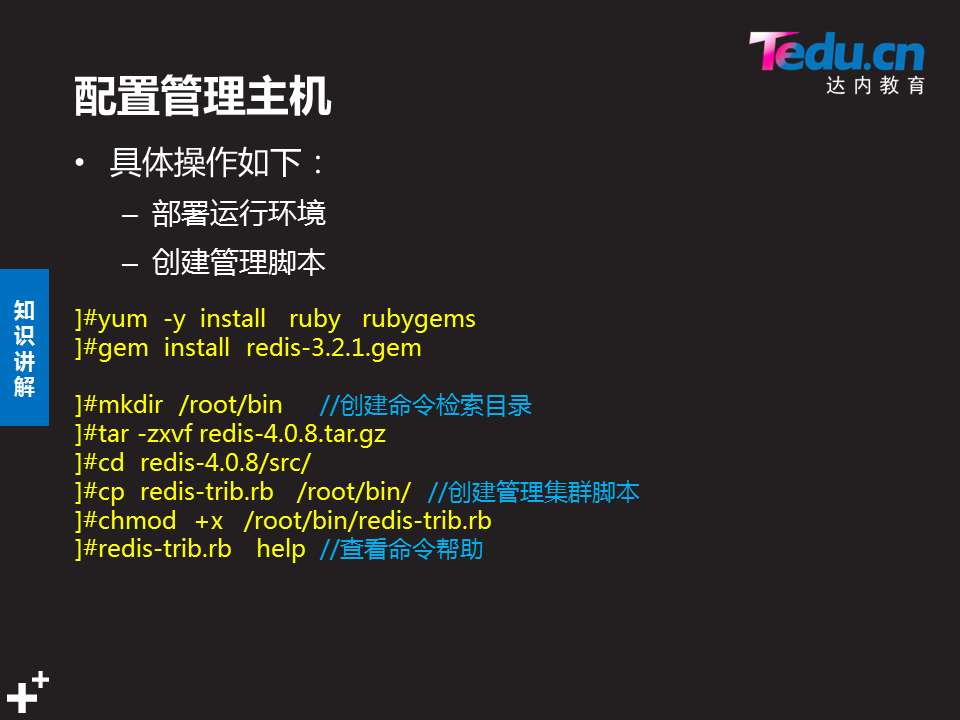 Tedu.cn
达内教育
配置管理主机
• 具体操作如下：
– 部署运行环境
– 创建管理脚本
知识讲解
]#yum -y install ruby rubygems
]#gem install redis-3.2.1.gem
]#mkdir /root/bin //创建命令检索目录
]#tar -zxvf redis-4.0.8.tar.gz
]#cd redis-4.0.8/src/
]#cp redis-trib.rb /root/bin/ //创建管理集群脚本
]#chmod +x /root/bin/redis-trib.rb
]#redis-trib.rb help //查看命令帮助